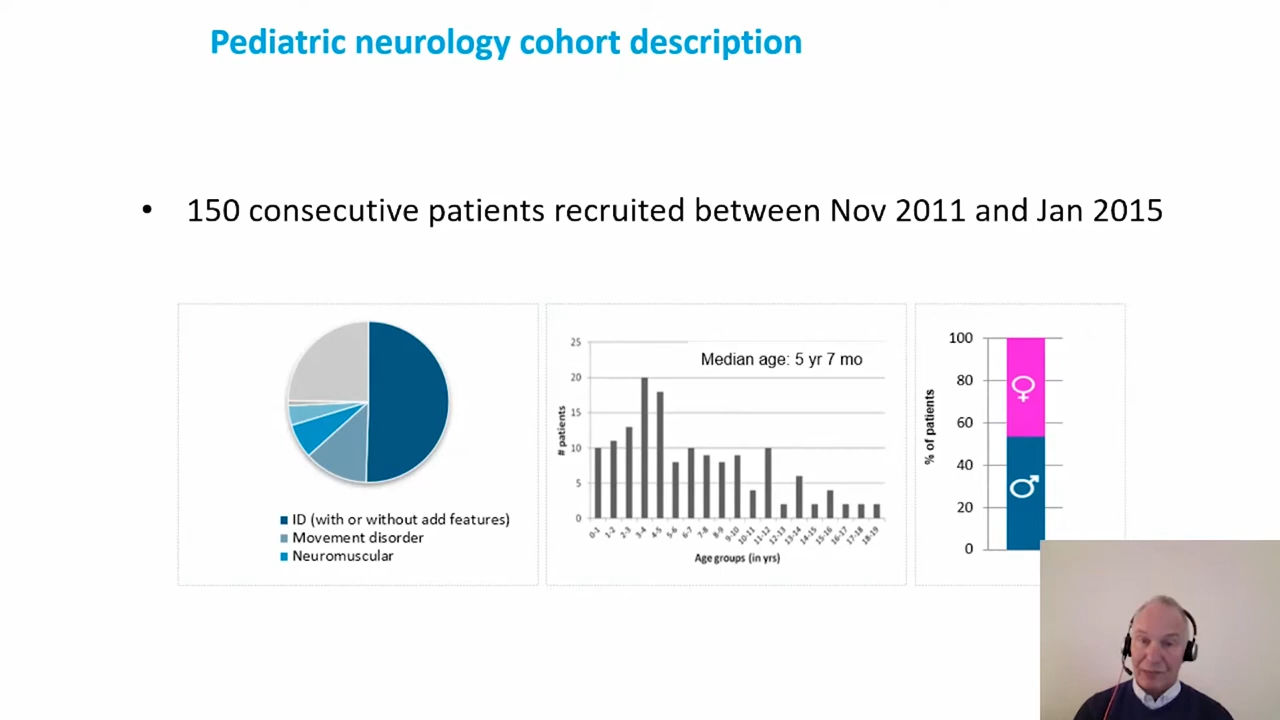 Pediatric neurology cohort description
• 150 consecutive patients recruited between Nov 2011 and Jan 2015
ID (with or without add features)
Movement disorder
Neuromuscular
25
20
15
10
5
0
# patients
Median age: 5 yr 7 mo
0-1 1-2 2-3 3-4 4-5 5-6 6-7 7-8 8-9 9-10 10-11 11-12 12-13 13-14 14-15 15-16 16-17 17-18 18-19
Age groups (in yrs)
100
80
60
40
20
0
% of patients
♀
♂